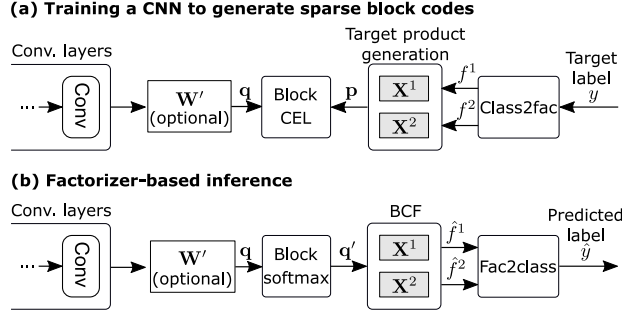 (a) Training a CNN to generate sparse block codes
Conv. layers
Target product
generation
Target
label
y
... Conv
W′
(optional)
q
Block
CEL
p
X¹
X²
f¹
f²
Class2fac
(b) Factorizer-based inference
Conv. layers
BCF
Predicted
label
ŷ
... Conv
W′
(optional)
q
Block
softmax
q′
X¹
X²
f̂¹
f̂²
Fac2class